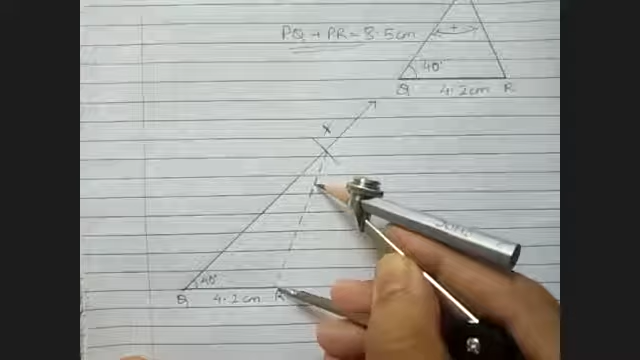 PQ + PR = 8.5cm
+
40°
Q 4.2cm R
X
40°
Q 4.2cm R